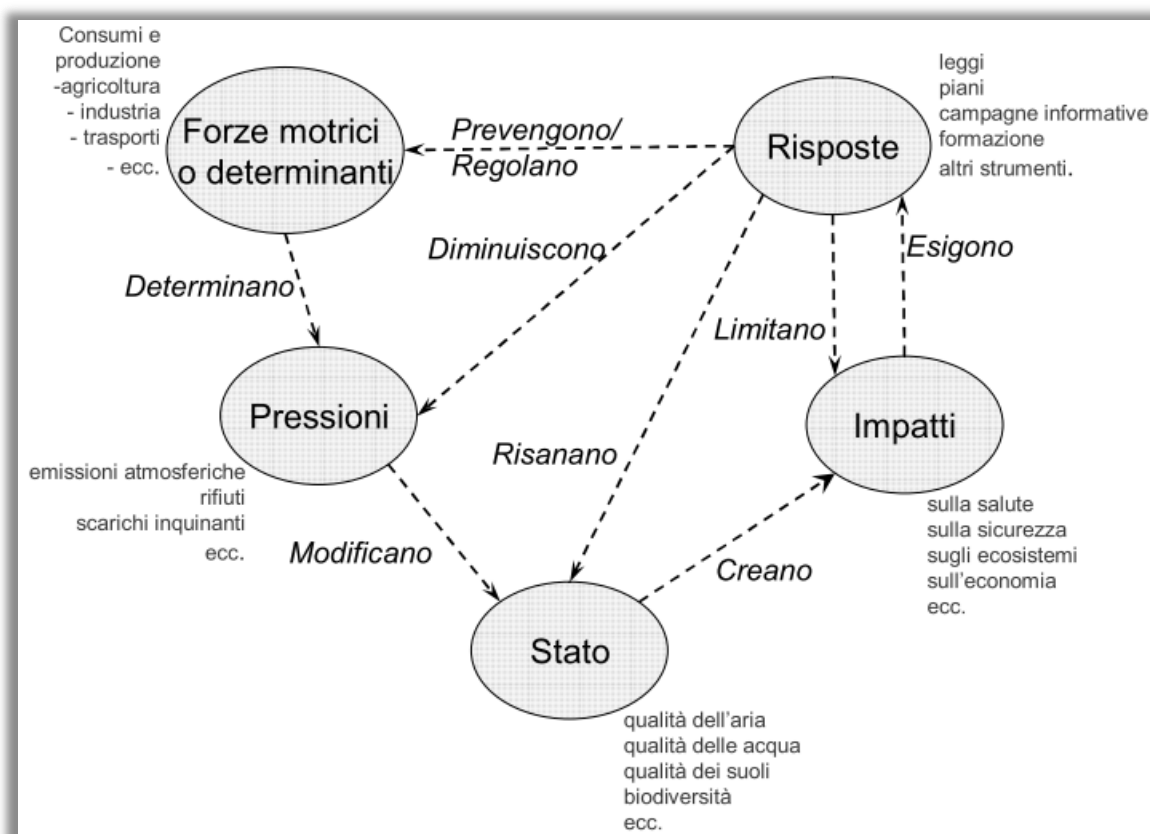 Consumi e
produzione
-agricoltura
- industria
- trasporti
- ecc.
Forze motrici
o determinanti
Prevengono/
Regolano
Risposte
leggi
piani
campagne informative
formazione
altri strumenti.
Determinano
Diminuiscono
Esigono
Limitano
Pressioni
emissioni atmosferiche
rifiuti
scarichi inquinanti
ecc.
Risanano
Impatti
sulla salute
sulla sicurezza
sugli ecosistemi
sull'economia
ecc.
Modificano
Creano
Stato
qualità dell'aria
qualità delle acqua
qualità dei suoli
biodiversità
ecc.